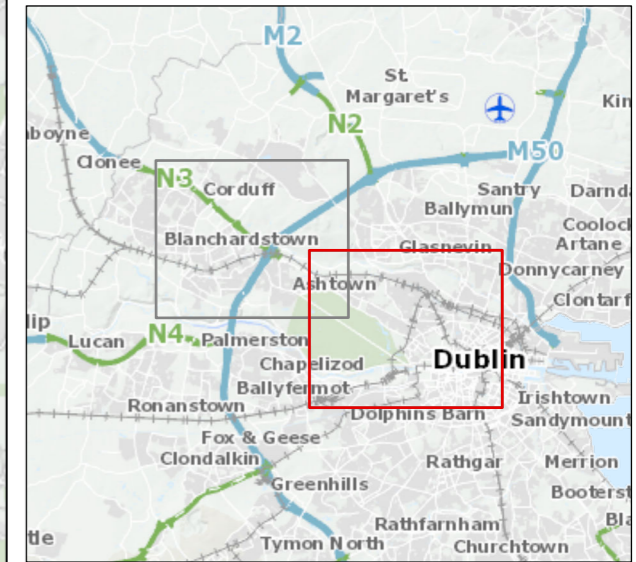 M2
St.
Margaret's
Kin
N2
aboyne
M50
Clonee
N3
Corduff
Santry
Darnda
Ballymun
Coolock
Artane
Blanchardstown
Glasnevin
Donnycarney
Ashtown
Clontarf
lip
Lucan
N4
Palmerston
Chapelizod
Dublin
Ballyfermot
Irishtown
Ronanstown
Dolphins Barn
Sandymount
Fox & Geese
Clondalkin
Rathgar
Merrion
Greenhills
Booterst
Bla
Rathfarnham
tle
Tymon North
Churchtown